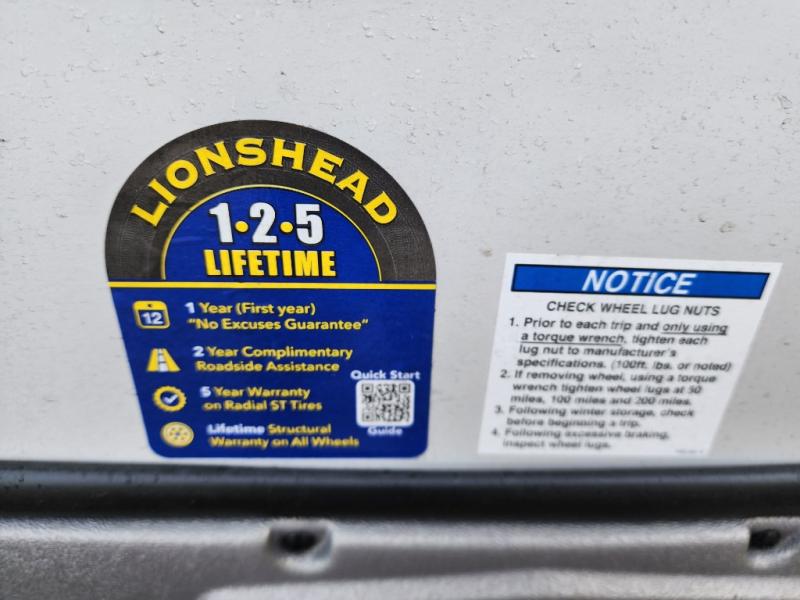 LIONSHEAD
1•2•5
LIFETIME
12
1 Year (First year)
"No Excuses Guarantee"
2 Year Complimentary
Roadside Assistance
5 Year Warranty
on Radial ST Tires
Lifetime Structural
Warranty on All Wheels
Quick Start
Guide
NOTICE
CHECK WHEEL LUG NUTS
1. Prior to each trip and only using
a torque wrench, tighten each
lug nut to manufacturer's
specifications. (100ft. lbs. or noted)
2. If removing wheel, using a torque
wrench tighten wheel lugs at 50
miles, 100 miles and 200 miles.
3. Following winter storage, check
before beginning a trip.
4. Following excessive braking,
inspect wheel lugs.